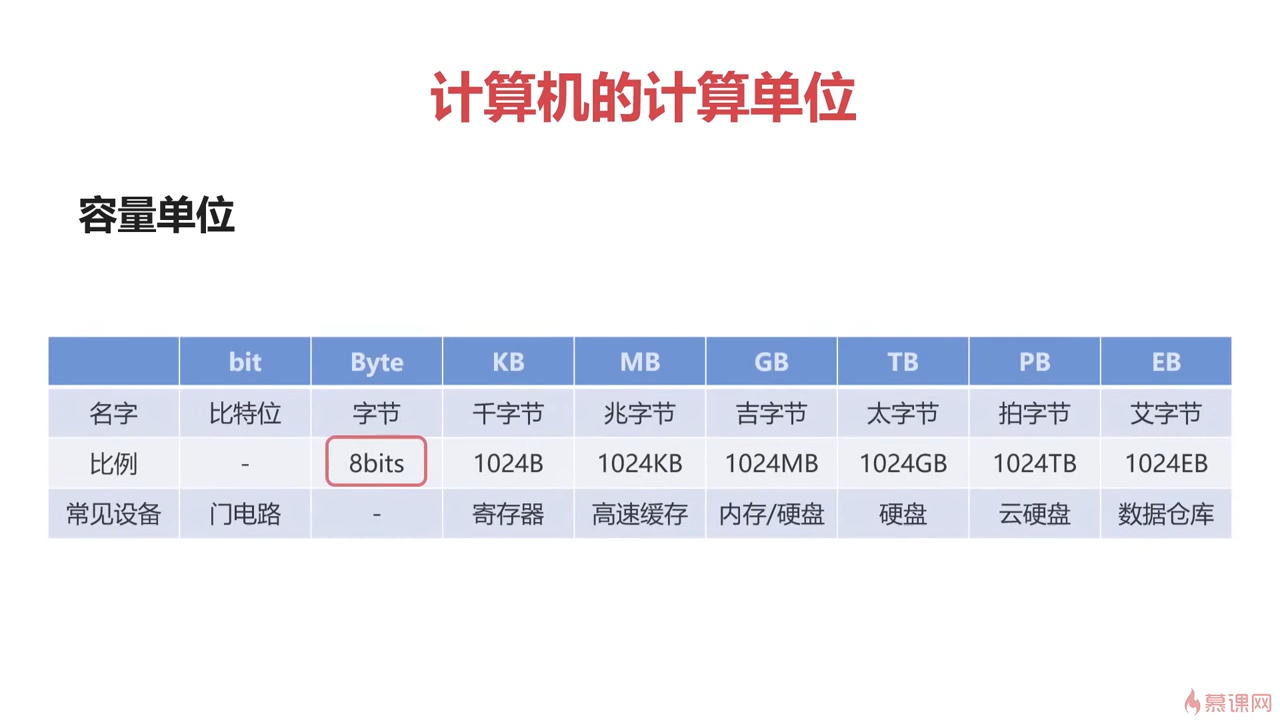 计算机的计算单位
容量单位
bit Byte KB MB GB TB PB EB
名字 比特位 字节 千字节 兆字节 吉字节 太字节 拍字节 艾字节
比例 - 8bits 1024B 1024KB 1024MB 1024GB 1024TB 1024EB
常见设备 门电路 - 寄存器 高速缓存 内存/硬盘 硬盘 云硬盘 数据仓库
慕课网